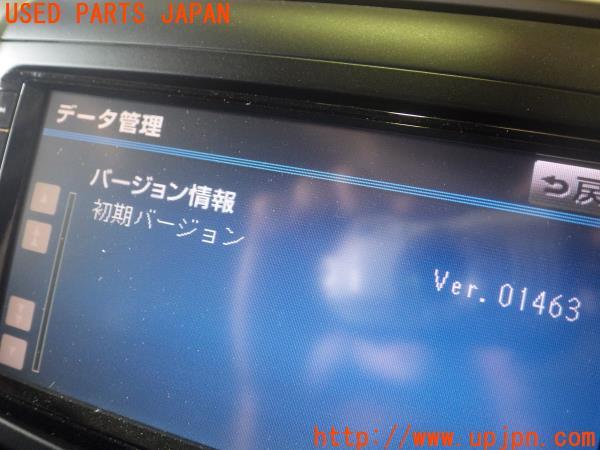 USED PARTS JAPAN
データ管理
戻
バージョン情報
初期バージョン
Ver. 01463
http://www.upjpn.com